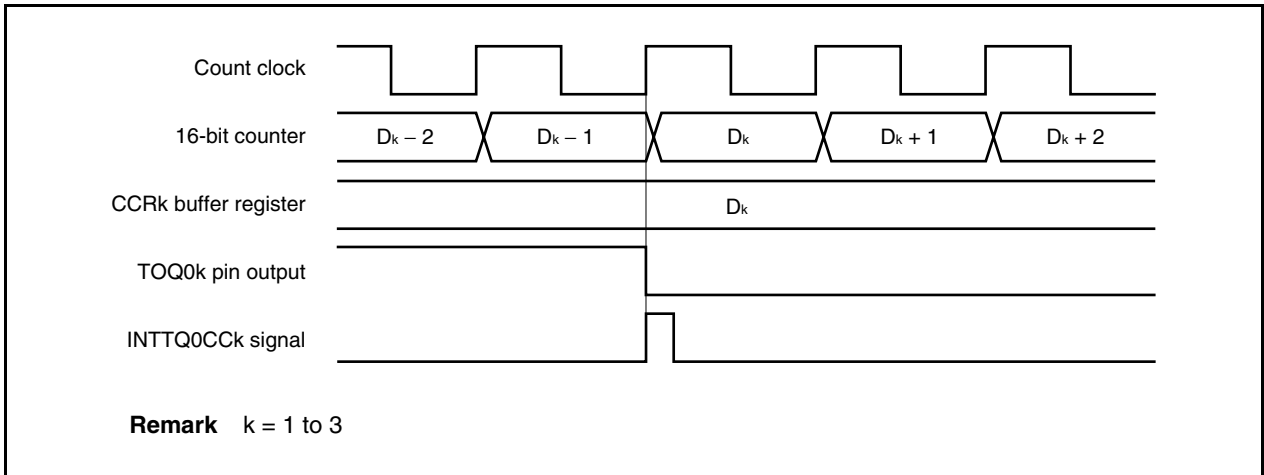 Count clock
16-bit counter Dk − 2 Dk − 1 Dk Dk + 1 Dk + 2
CCRk buffer register Dk
TOQ0k pin output
INTTQ0CCk signal
Remark k = 1 to 3